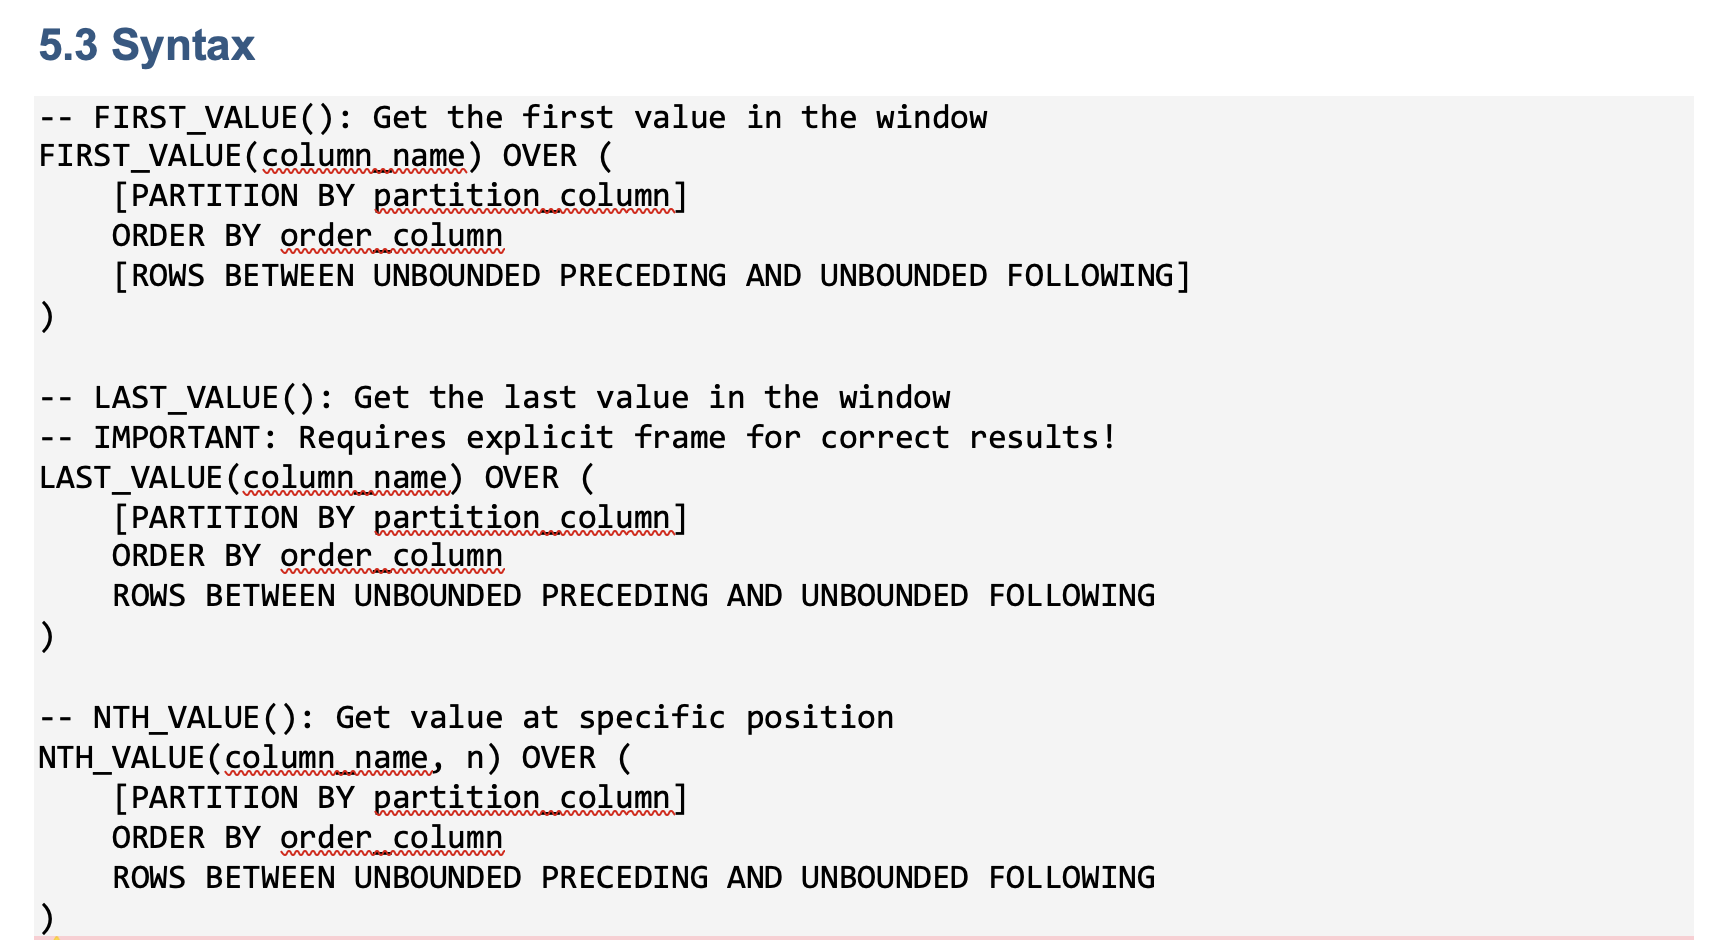 5.3 Syntax
-- FIRST_VALUE(): Get the first value in the window
FIRST_VALUE(column_name) OVER (
    [PARTITION BY partition_column]
    ORDER BY order_column
    [ROWS BETWEEN UNBOUNDED PRECEDING AND UNBOUNDED FOLLOWING]
)
-- LAST_VALUE(): Get the last value in the window
-- IMPORTANT: Requires explicit frame for correct results!
LAST_VALUE(column_name) OVER (
    [PARTITION BY partition_column]
    ORDER BY order_column
    ROWS BETWEEN UNBOUNDED PRECEDING AND UNBOUNDED FOLLOWING
)
-- NTH_VALUE(): Get value at specific position
NTH_VALUE(column_name, n) OVER (
    [PARTITION BY partition_column]
    ORDER BY order_column
    ROWS BETWEEN UNBOUNDED PRECEDING AND UNBOUNDED FOLLOWING
)